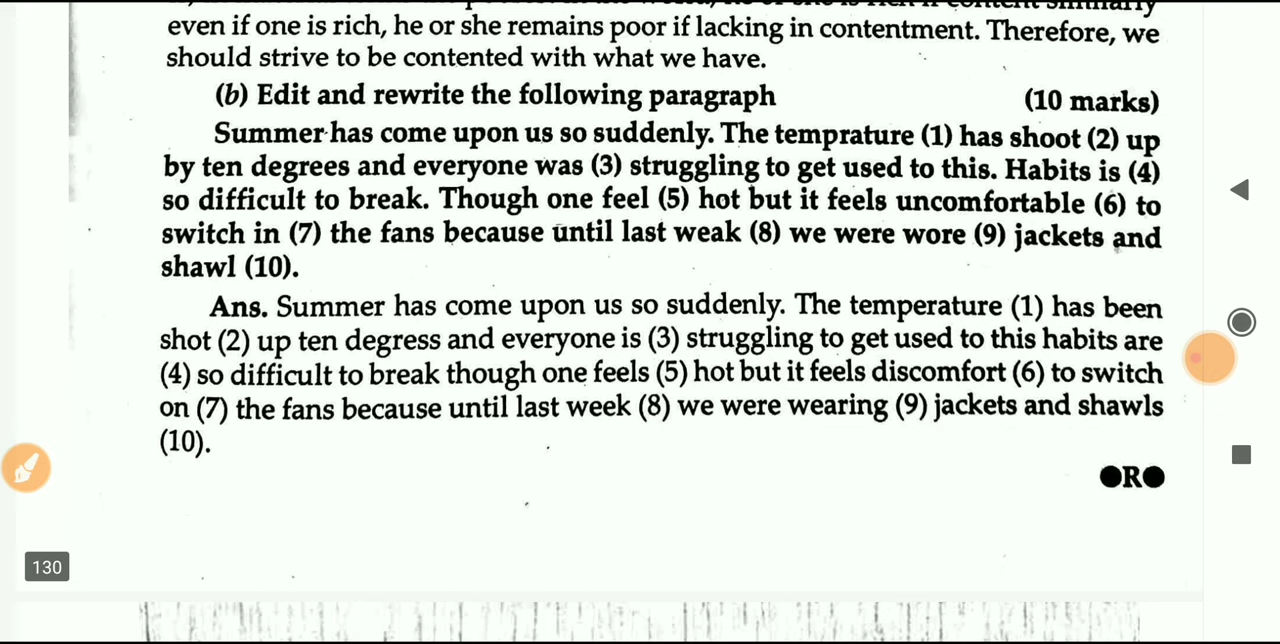 even if one is rich, he or she remains poor if lacking in contentment. Therefore, we
should strive to be contented with what we have.
(b) Edit and rewrite the following paragraph (10 marks)
Summer has come upon us so suddenly. The temprature (1) has shoot (2) up
by ten degrees and everyone was (3) struggling to get used to this. Habits is (4)
so difficult to break. Though one feel (5) hot but it feels uncomfortable (6) to
switch in (7) the fans because until last weak (8) we were wore (9) jackets and
shawl (10).
Ans. Summer has come upon us so suddenly. The temperature (1) has been
shot (2) up ten degress and everyone is (3) struggling to get used to this habits are
(4) so difficult to break though one feels (5) hot but it feels discomfort (6) to switch
on (7) the fans because until last week (8) we were wearing (9) jackets and shawls
(10).
●R●
130